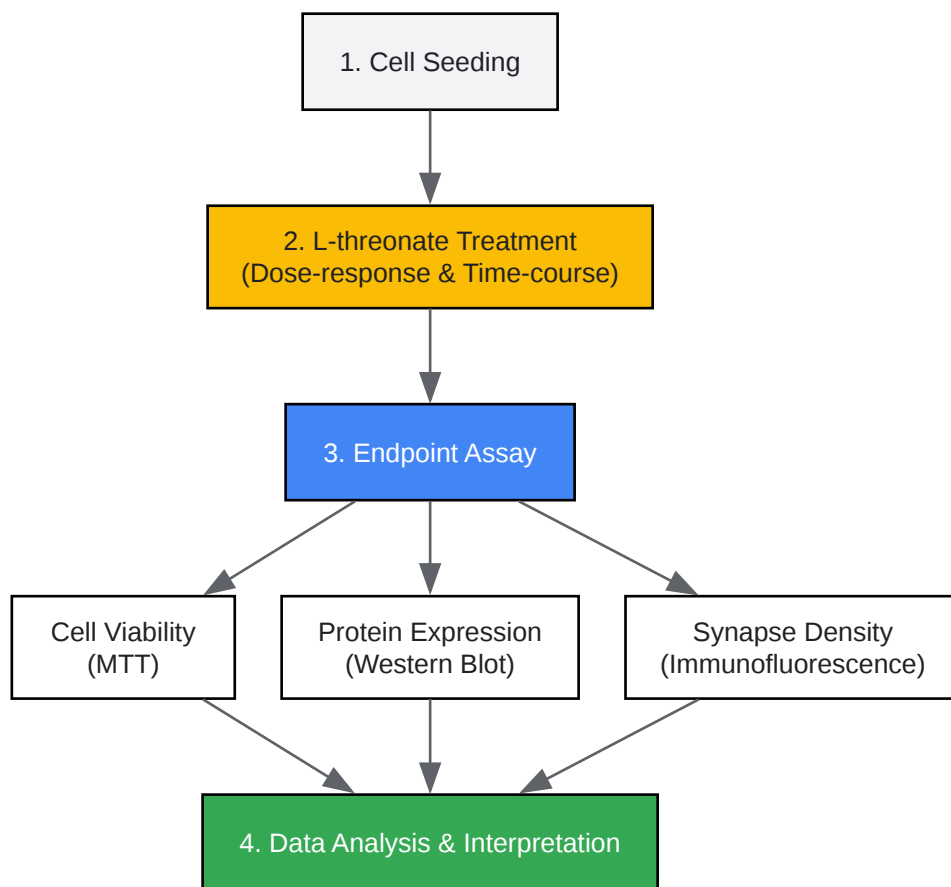 1. Cell Seeding
2. L-threonate Treatment
(Dose-response & Time-course)
3. Endpoint Assay
Cell Viability
(MTT)
Protein Expression
(Western Blot)
Synapse Density
(Immunofluorescence)
4. Data Analysis & Interpretation